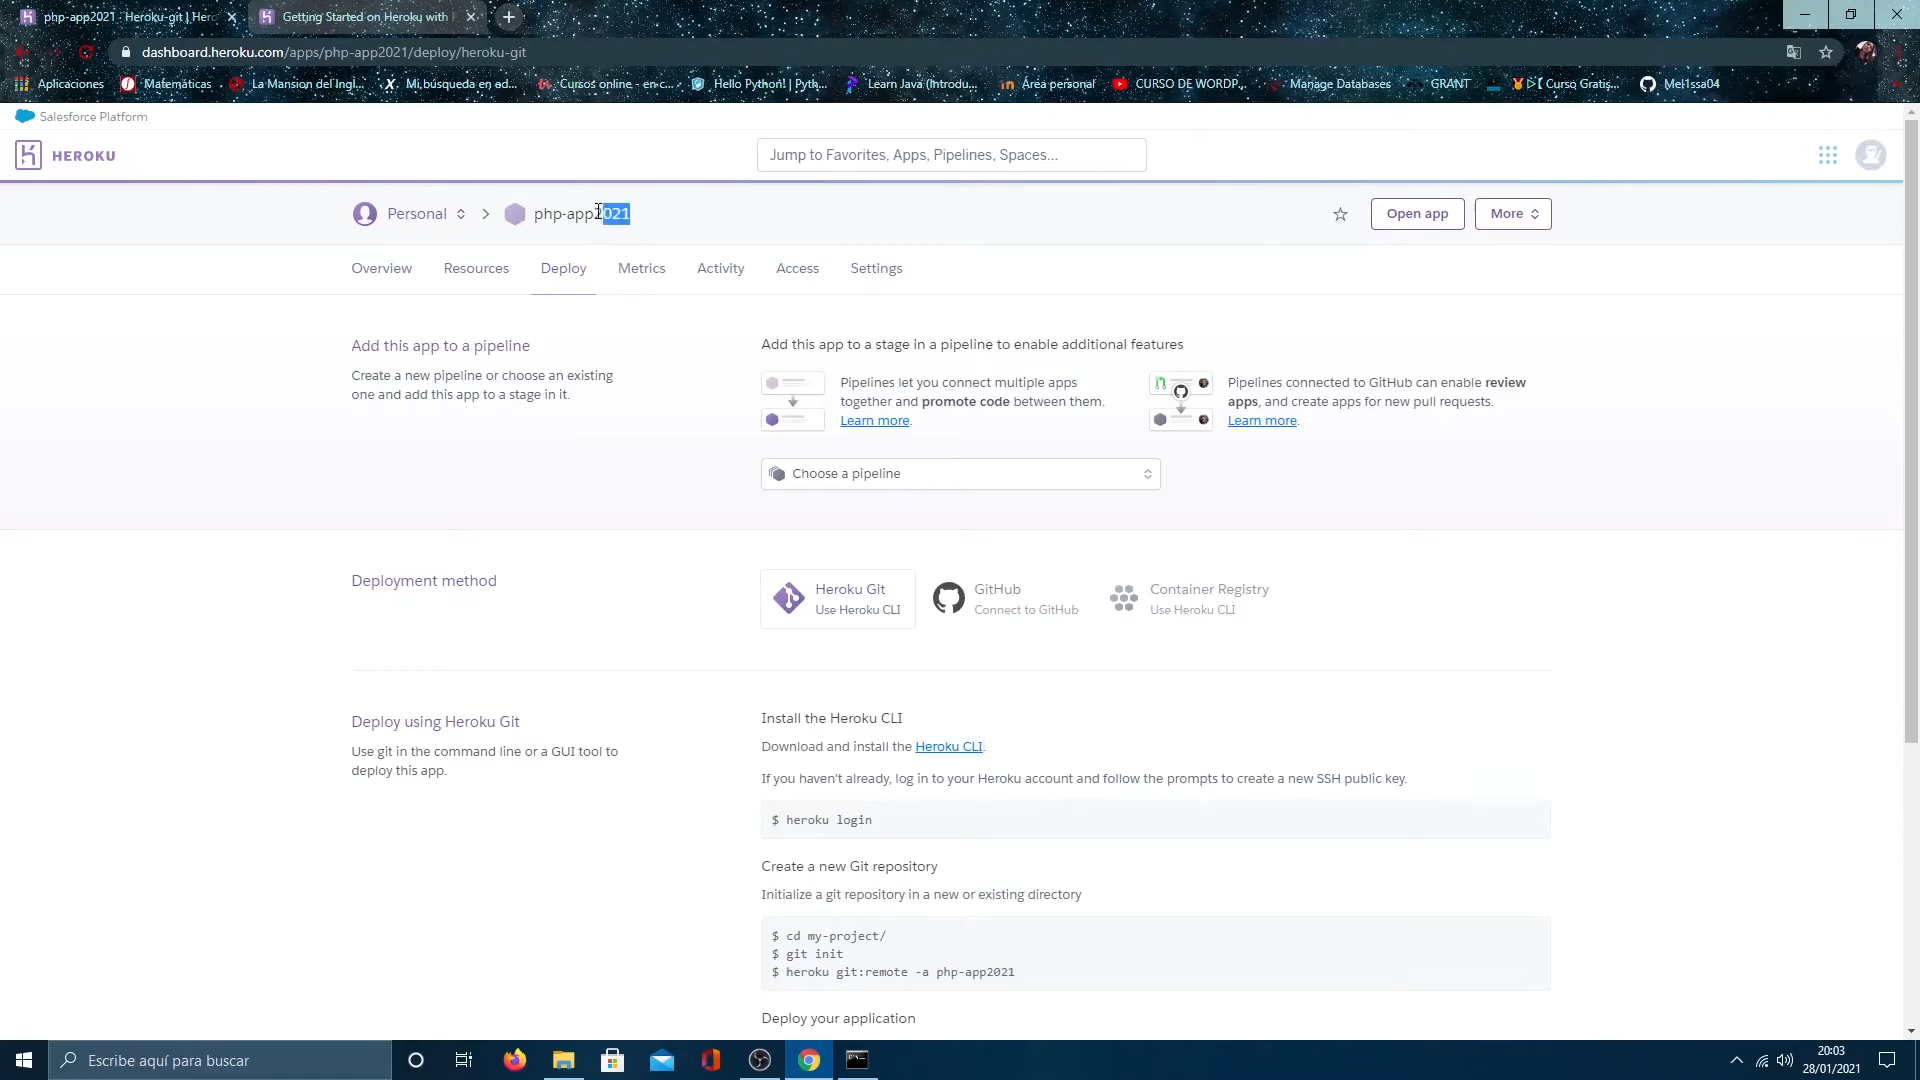 php-app2021 · Heroku-git | Hero
Getting Started on Heroku with
dashboard.heroku.com/apps/php-app2021/deploy/heroku-git
Aplicaciones
Matemáticas
La Mansion del Ingl...
Mi búsqueda en ed...
Cursos online - en c...
Hello Python! | Pyth...
Learn Java (Introdu...
Área personal
CURSO DE WORDP...
Manage Databases
GRANT
Curso Gratis...
Mel1ssa04
Salesforce Platform
HEROKU
Jump to Favorites, Apps, Pipelines, Spaces...
Personal
php-app2021
Open app
More
Overview
Resources
Deploy
Metrics
Activity
Access
Settings
Add this app to a pipeline
Create a new pipeline or choose an existing
one and add this app to a stage in it.
Add this app to a stage in a pipeline to enable additional features
Pipelines let you connect multiple apps
together and promote code between them.
Learn more.
Pipelines connected to GitHub can enable review
apps, and create apps for new pull requests.
Learn more.
Choose a pipeline
Deployment method
Heroku Git
Use Heroku CLI
GitHub
Connect to GitHub
Container Registry
Use Heroku CLI
Deploy using Heroku Git
Use git in the command line or a GUI tool to
deploy this app.
Install the Heroku CLI
Download and install the Heroku CLI.
If you haven't already, log in to your Heroku account and follow the prompts to create a new SSH public key.
$ heroku login
Create a new Git repository
Initialize a git repository in a new or existing directory
$ cd my-project/
$ git init
$ heroku git:remote -a php-app2021
Deploy your application
Escribe aquí para buscar
20:03
28/01/2021